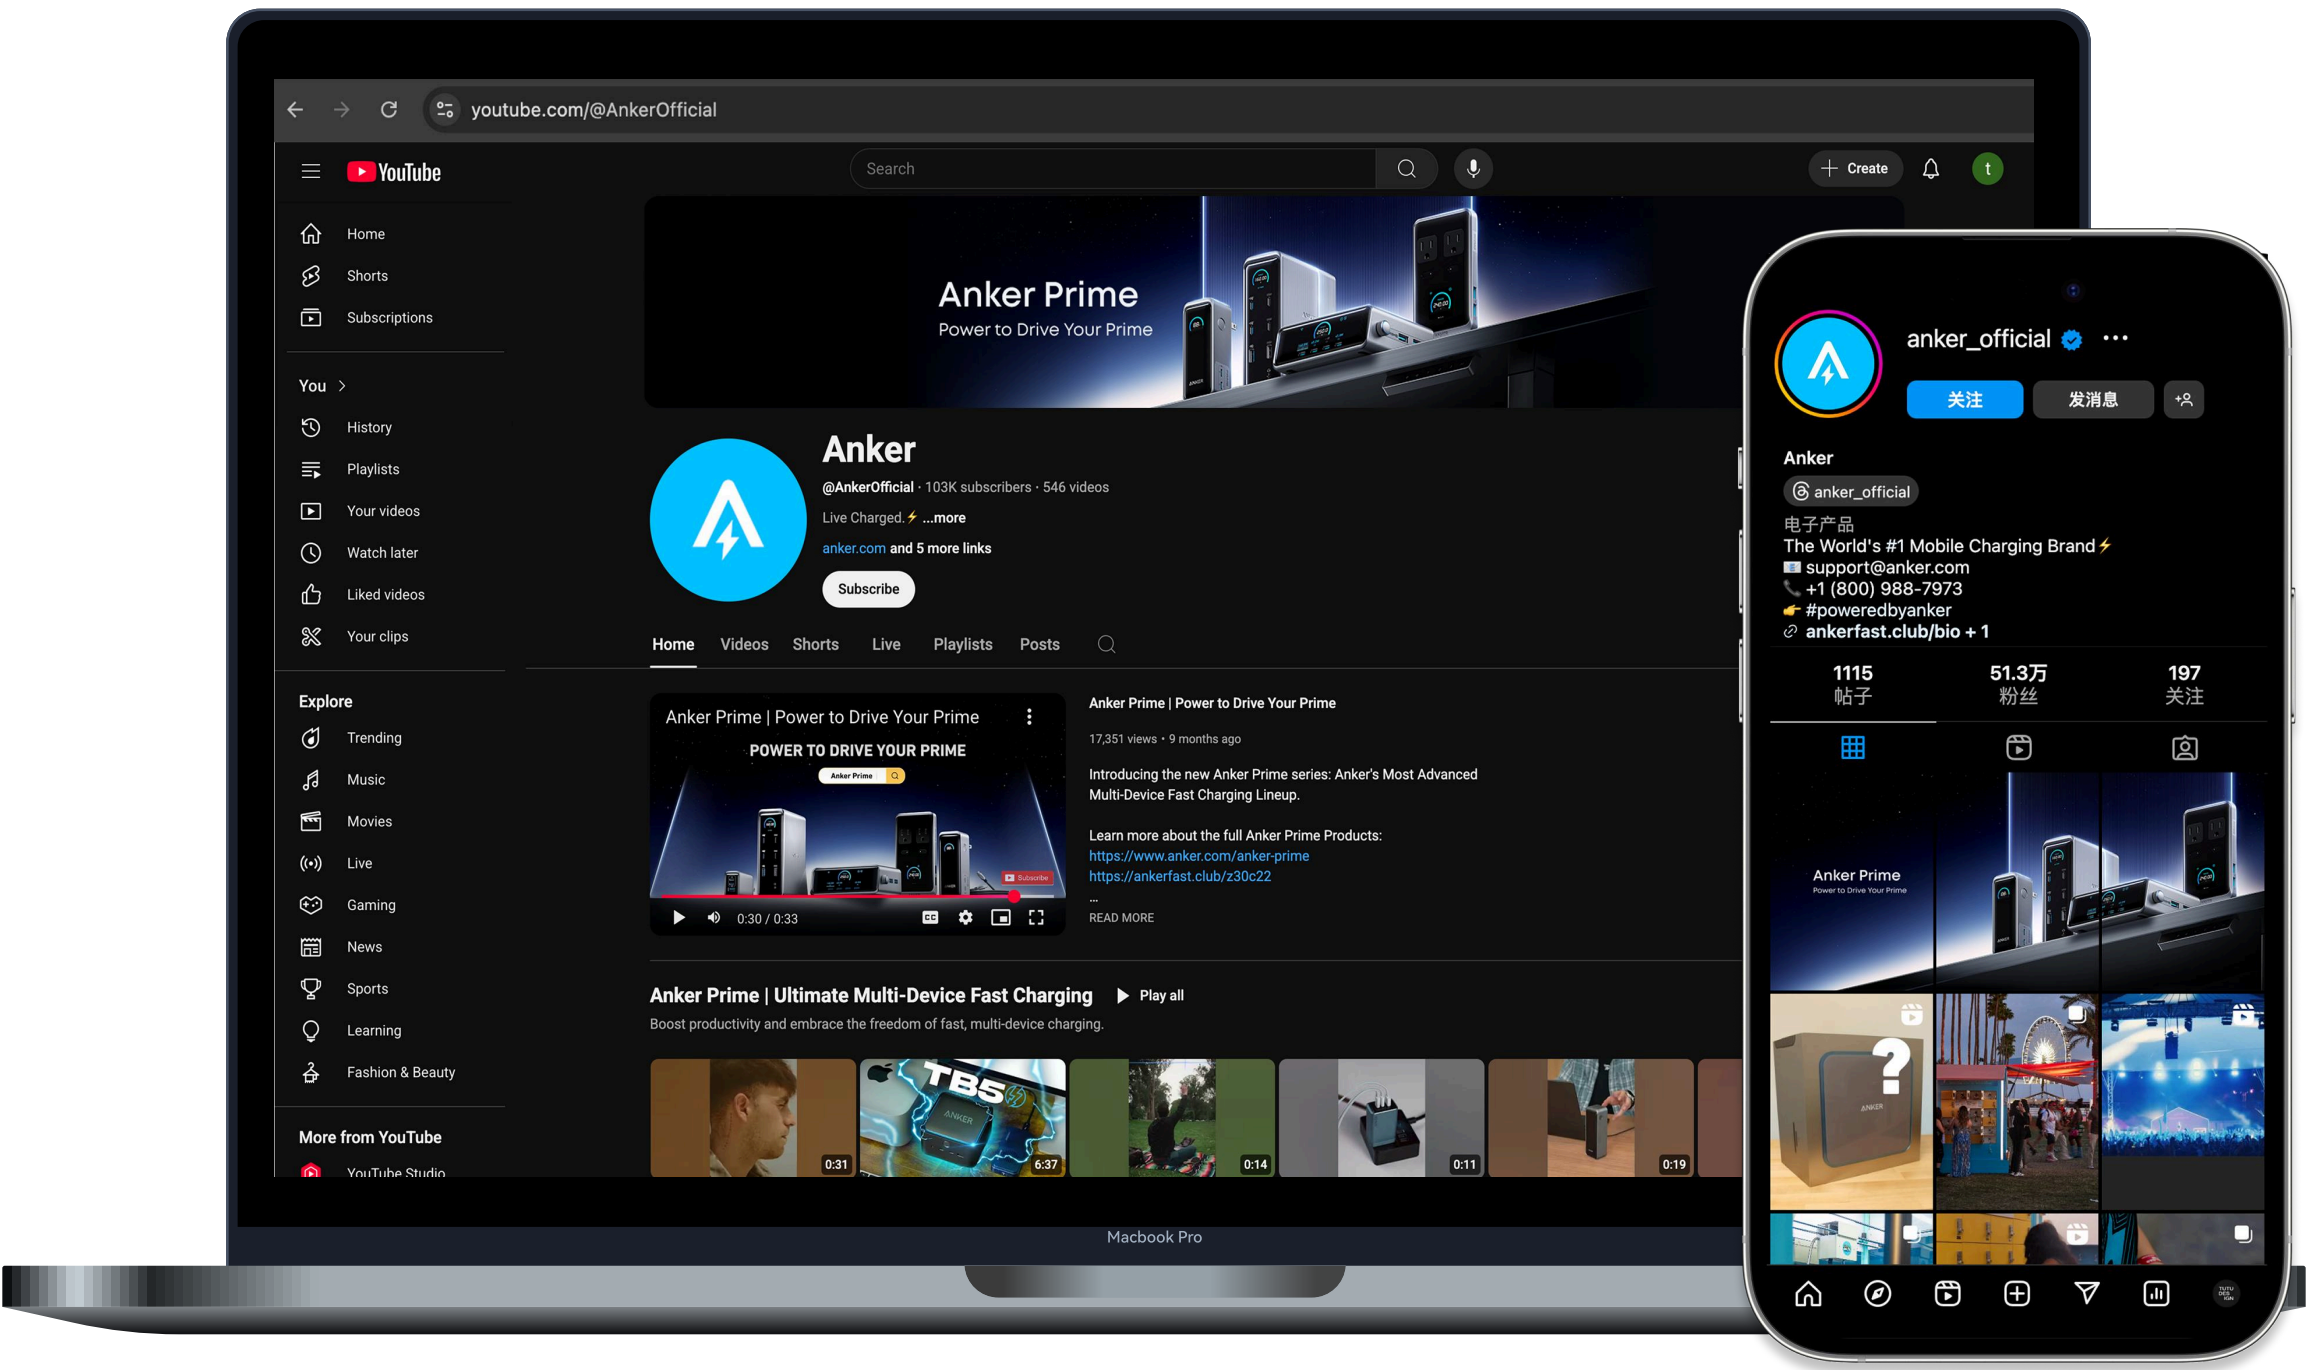 youtube.com/@AnkerOfficial
YouTube
Search
Create
t
Home
Shorts
Subscriptions
You
History
Playlists
Your videos
Watch later
Liked videos
Your clips
Explore
Trending
Music
Movies
Live
Gaming
News
Sports
Learning
Fashion & Beauty
More from YouTube
YouTube Studio
Anker Prime
Power to Drive Your Prime
Anker
@AnkerOfficial · 103K subscribers · 546 videos
Live Charged.⚡ ...more
anker.com and 5 more links
Subscribe
Home Videos Shorts Live Playlists Posts
Anker Prime | Power to Drive Your Prime
POWER TO DRIVE YOUR PRIME
Anker Prime
Subscribe
0:30 / 0:33
CC
Anker Prime | Power to Drive Your Prime
17,351 views • 9 months ago
Introducing the new Anker Prime series: Anker's Most Advanced
Multi-Device Fast Charging Lineup.
Learn more about the full Anker Prime Products:
https://www.anker.com/anker-prime
https://ankerfast.club/z30c22
...
READ MORE
Anker Prime | Ultimate Multi-Device Fast Charging
Play all
Boost productivity and embrace the freedom of fast, multi-device charging.
0:31
TB5
ANKER
6:37
0:14
0:11
0:19
Macbook Pro
anker_official
关注
发消息
Anker
anker_official
电子产品
The World's #1 Mobile Charging Brand⚡
📧 support@anker.com
📞 +1 (800) 988-7973
👉 #poweredbyanker
ankerfast.club/bio + 1
1115 51.3万 197
帖子 粉丝 关注
Anker Prime
Power to Drive Your Prime
?
ANKER
TUTU
DES
IGN